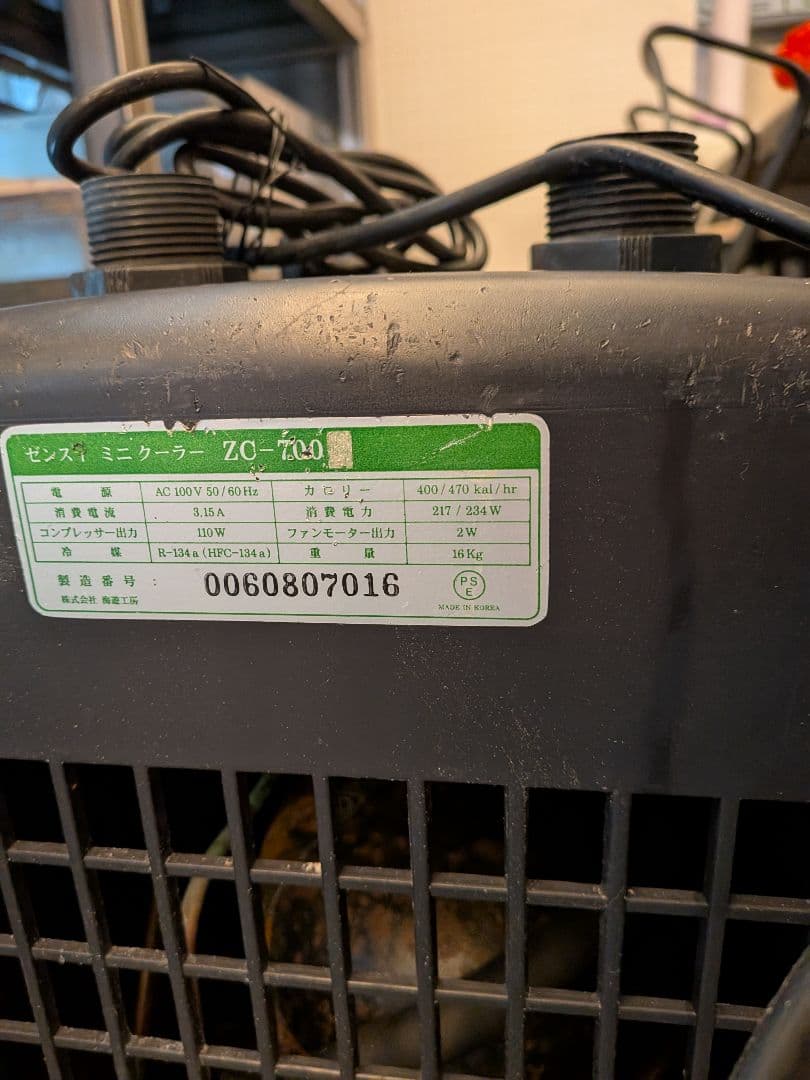 ゼンスイ ミニクーラー ZC-700
電源 AC 100V 50/60Hz カロリー 400/470 kal/hr
消費電流 3.15A 消費電力 217/234W
コンプレッサー出力 110W ファンモーター出力 2W
冷媒 R-134a (HFC-134a) 重量 16Kg
製造番号 : 0060807016 PSE
株式会社 海遊工房 MADE IN KOREA